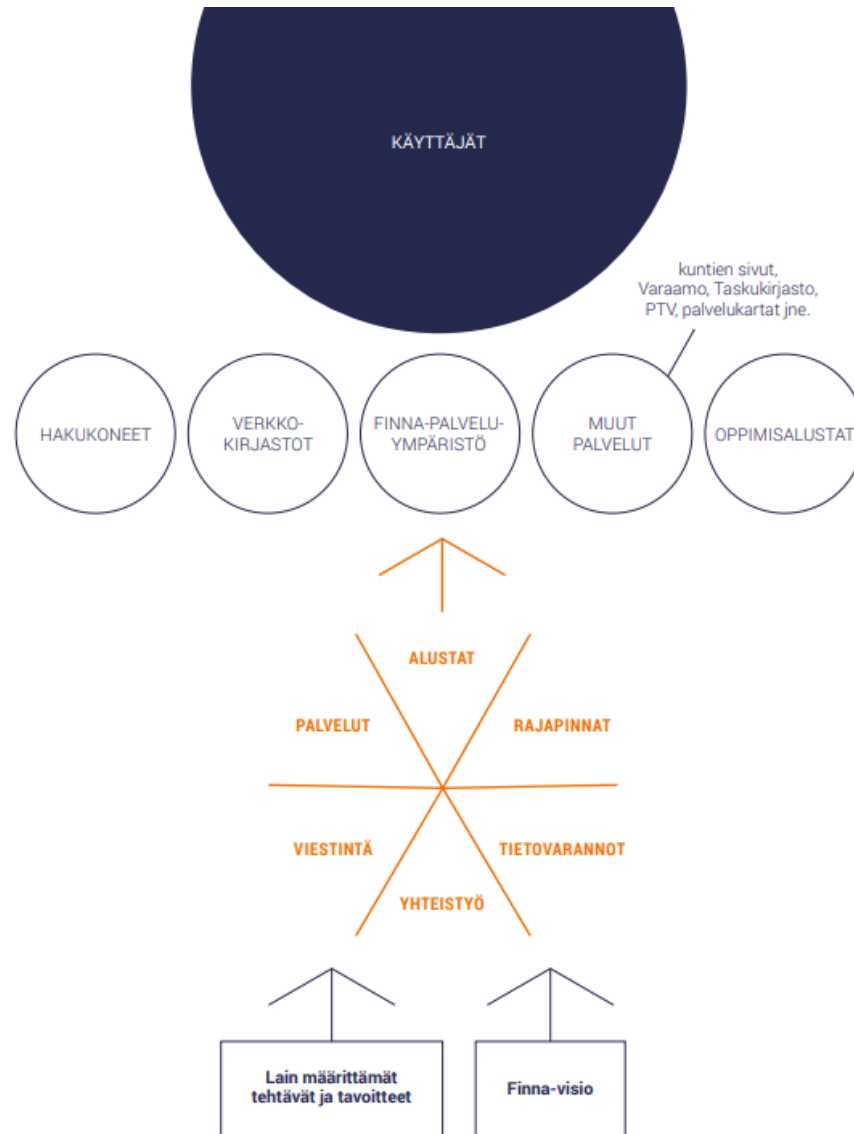 KÄYTTÄJÄT
kuntien sivut,
Varaamo, Taskukirjasto,
PTV, palvelukartat jne.
HAKUKONEET
VERKKO-
KIRJASTOT
FINNA-PALVELU-
YMPÄRISTÖ
MUUT
PALVELUT
OPPIMISALUSTAT
ALUSTAT
PALVELUT
RAJAPINNAT
VIESTINTÄ
TIETOVARANNOT
YHTEISTYÖ
Lain määrittämät
tehtävät ja tavoitteet
Finna-visio